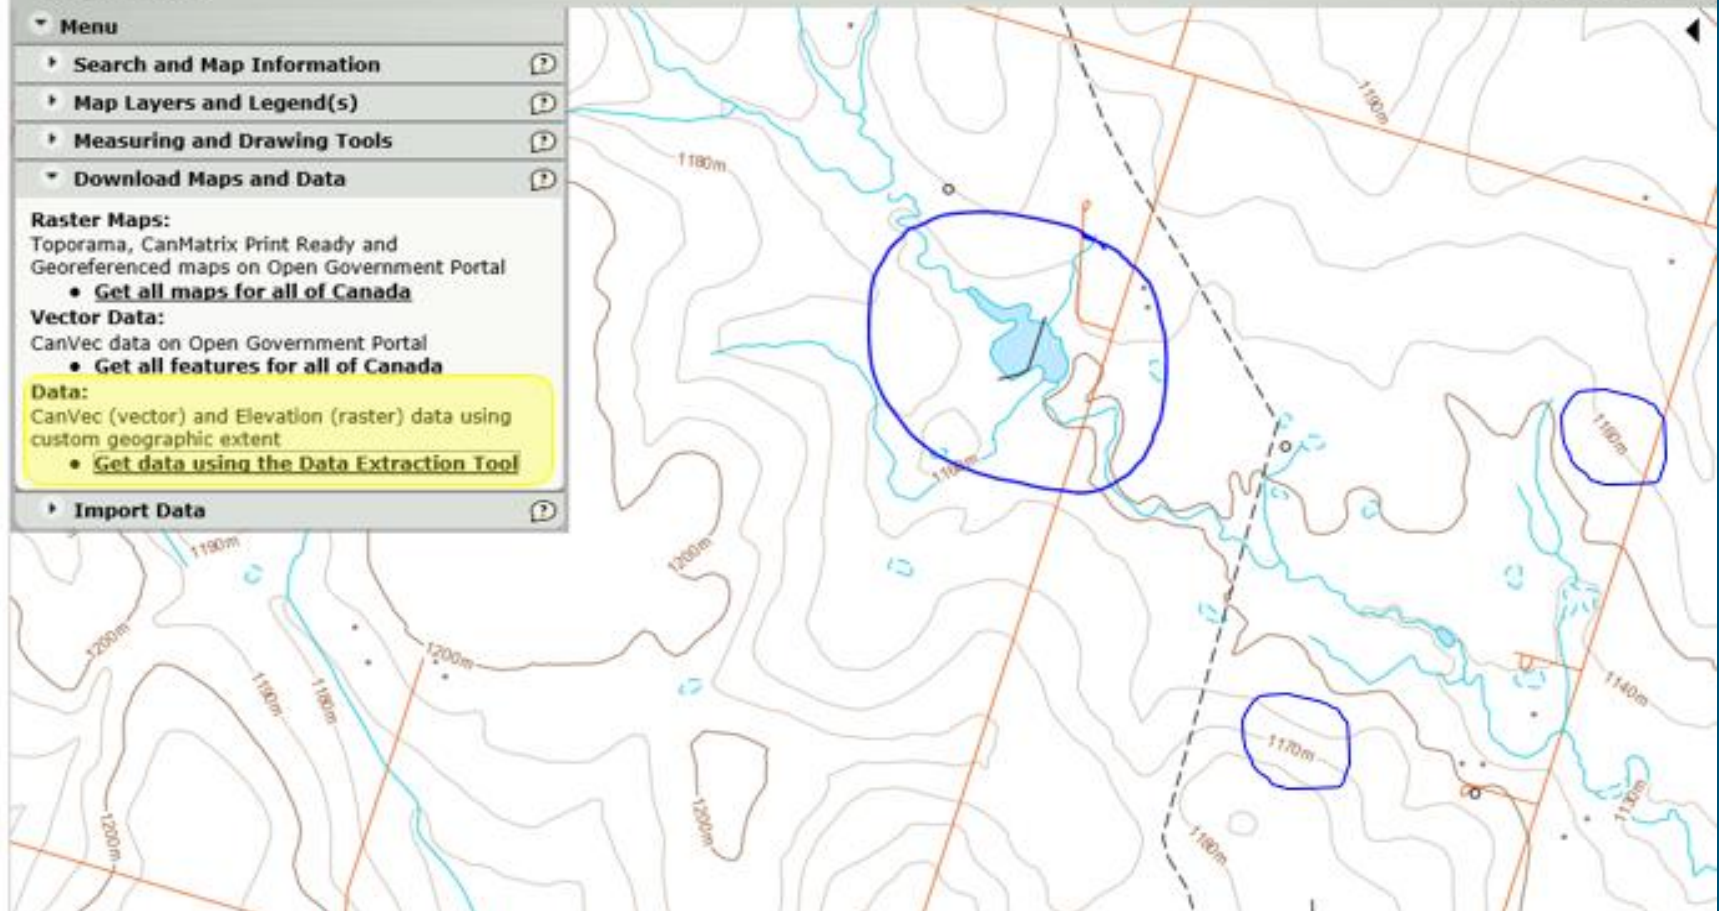 Menu
Search and Map Information
Map Layers and Legend(s)
Measuring and Drawing Tools
Download Maps and Data
Raster Maps:
Toporama, CanMatrix Print Ready and
Georeferenced maps on Open Government Portal
• Get all maps for all of Canada
Vector Data:
CanVec data on Open Government Portal
• Get all features for all of Canada
Data:
CanVec (vector) and Elevation (raster) data using
custom geographic extent
• Get data using the Data Extraction Tool
Import Data
1190m
1180m
1160m
1190m
1200m
1200m
1200m
1190m
1180m
1140m
1170m
1200m
1200m
1180m
1130m